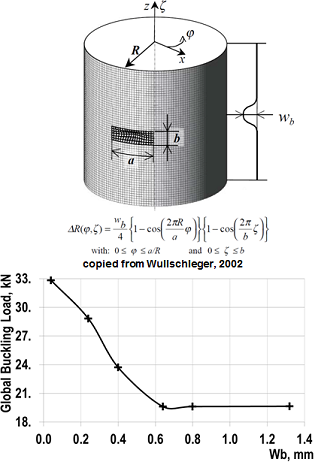 z ζ
φ
R
x
b
a
w_b
ΔR(φ,ζ) = w_b/4 {1−cos(2πR/a φ)}{1−cos(2π/b ζ)}
with: 0 ≤ φ ≤ a/R and 0 ≤ ζ ≤ b
copied from Wullschleger, 2002
Global Buckling Load, kN
33.
30.
27.
24.
21.
18.
0.0 0.2 0.4 0.6 0.8 1.0 1.2 1.4
Wb, mm